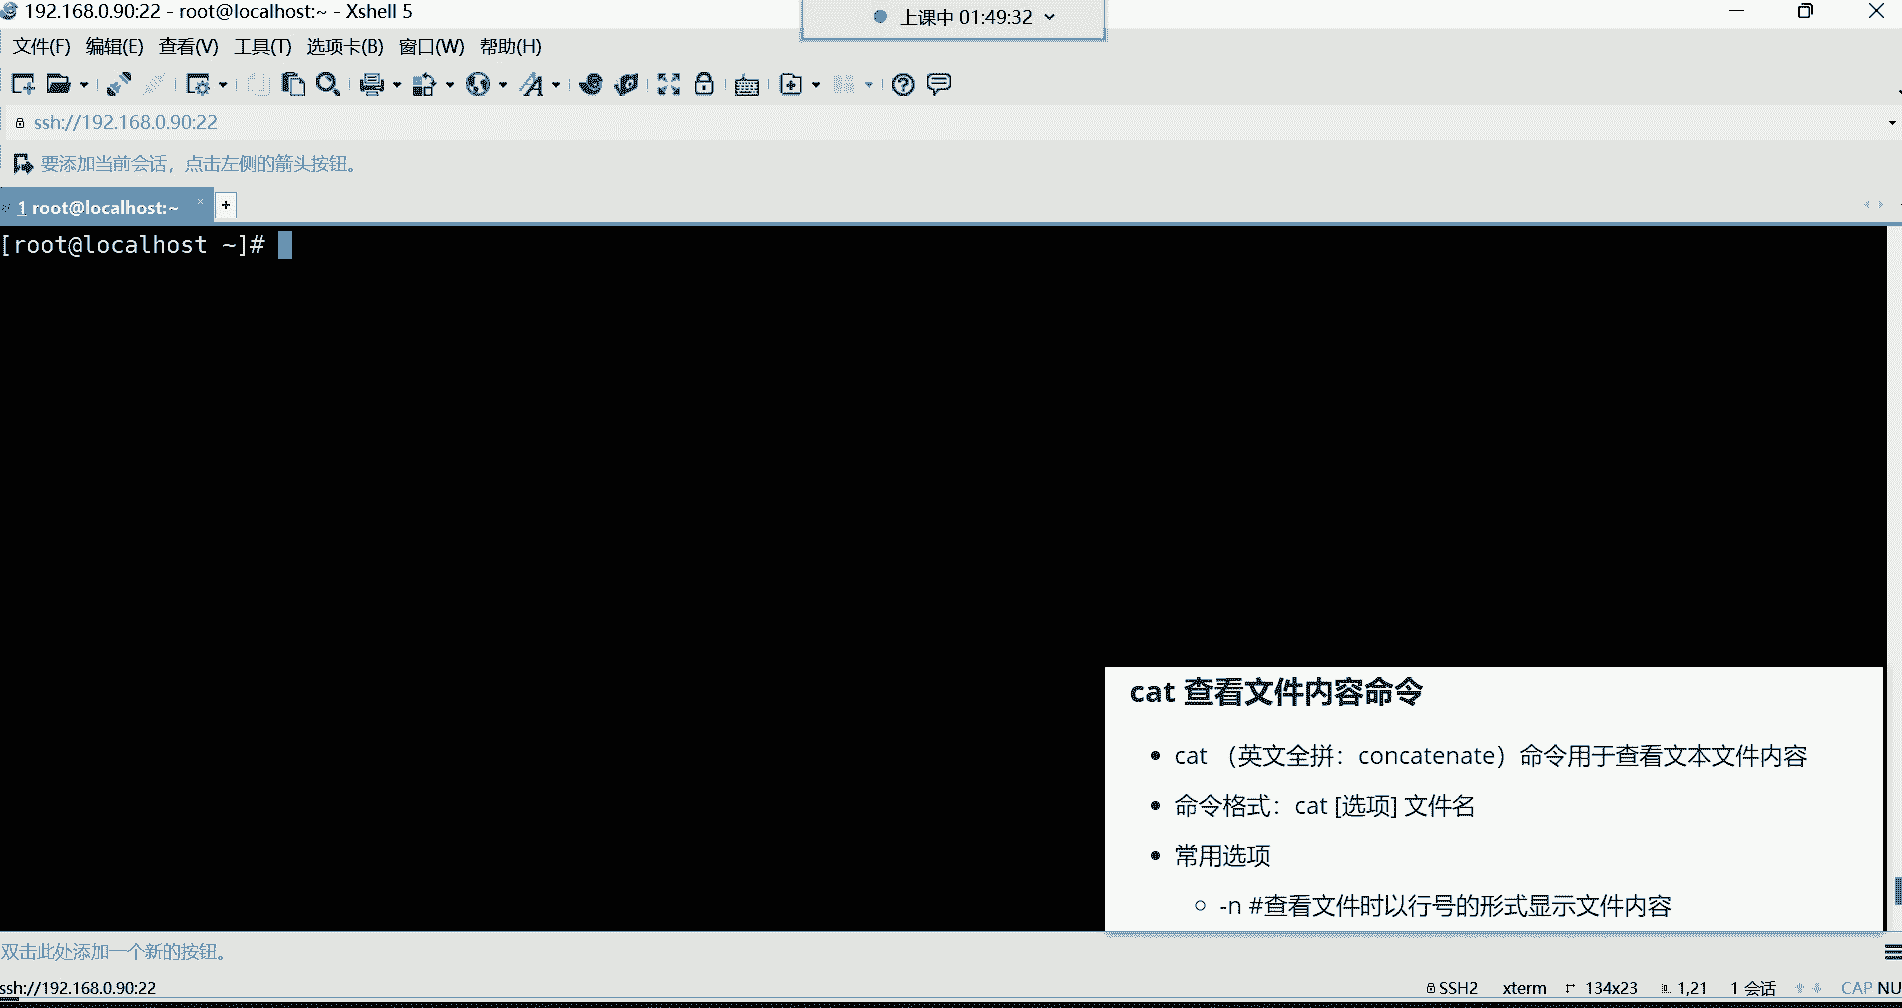 192.168.0.90:22 - root@localhost:~ - Xshell 5
上课中 01:49:32
文件(F) 编辑(E) 查看(V) 工具(T) 选项卡(B) 窗口(W) 帮助(H)
ssh://192.168.0.90:22
要添加当前会话，点击左侧的箭头按钮。
1 root@localhost:~
[root@localhost ~]#
cat 查看文件内容命令
cat （英文全拼：concatenate）命令用于查看文本文件内容
命令格式：cat [选项] 文件名
常用选项
-n #查看文件时以行号的形式显示文件内容
双击此处添加一个新的按钮。
ssh://192.168.0.90:22 SSH2 xterm 134x23 1,21 1 会话 CAP NU